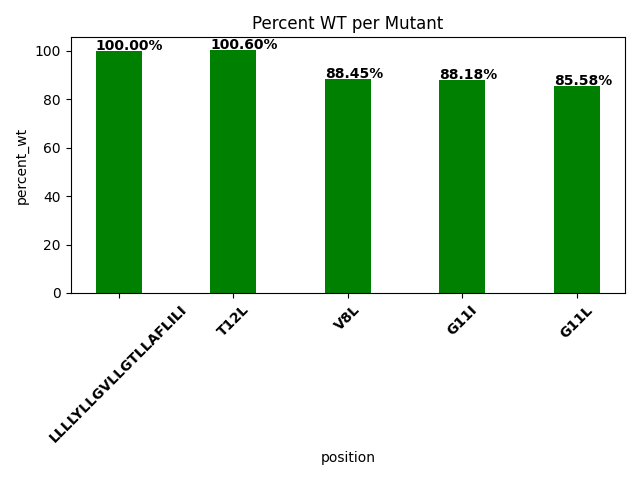 Percent WT per Mutant
percent_wt
100
80
60
40
20
0
100.00%
100.60%
88.45%
88.18%
85.58%
LLLLYLLGVLLGTLLAFLILI
T12L
V8L
G11I
G11L
position